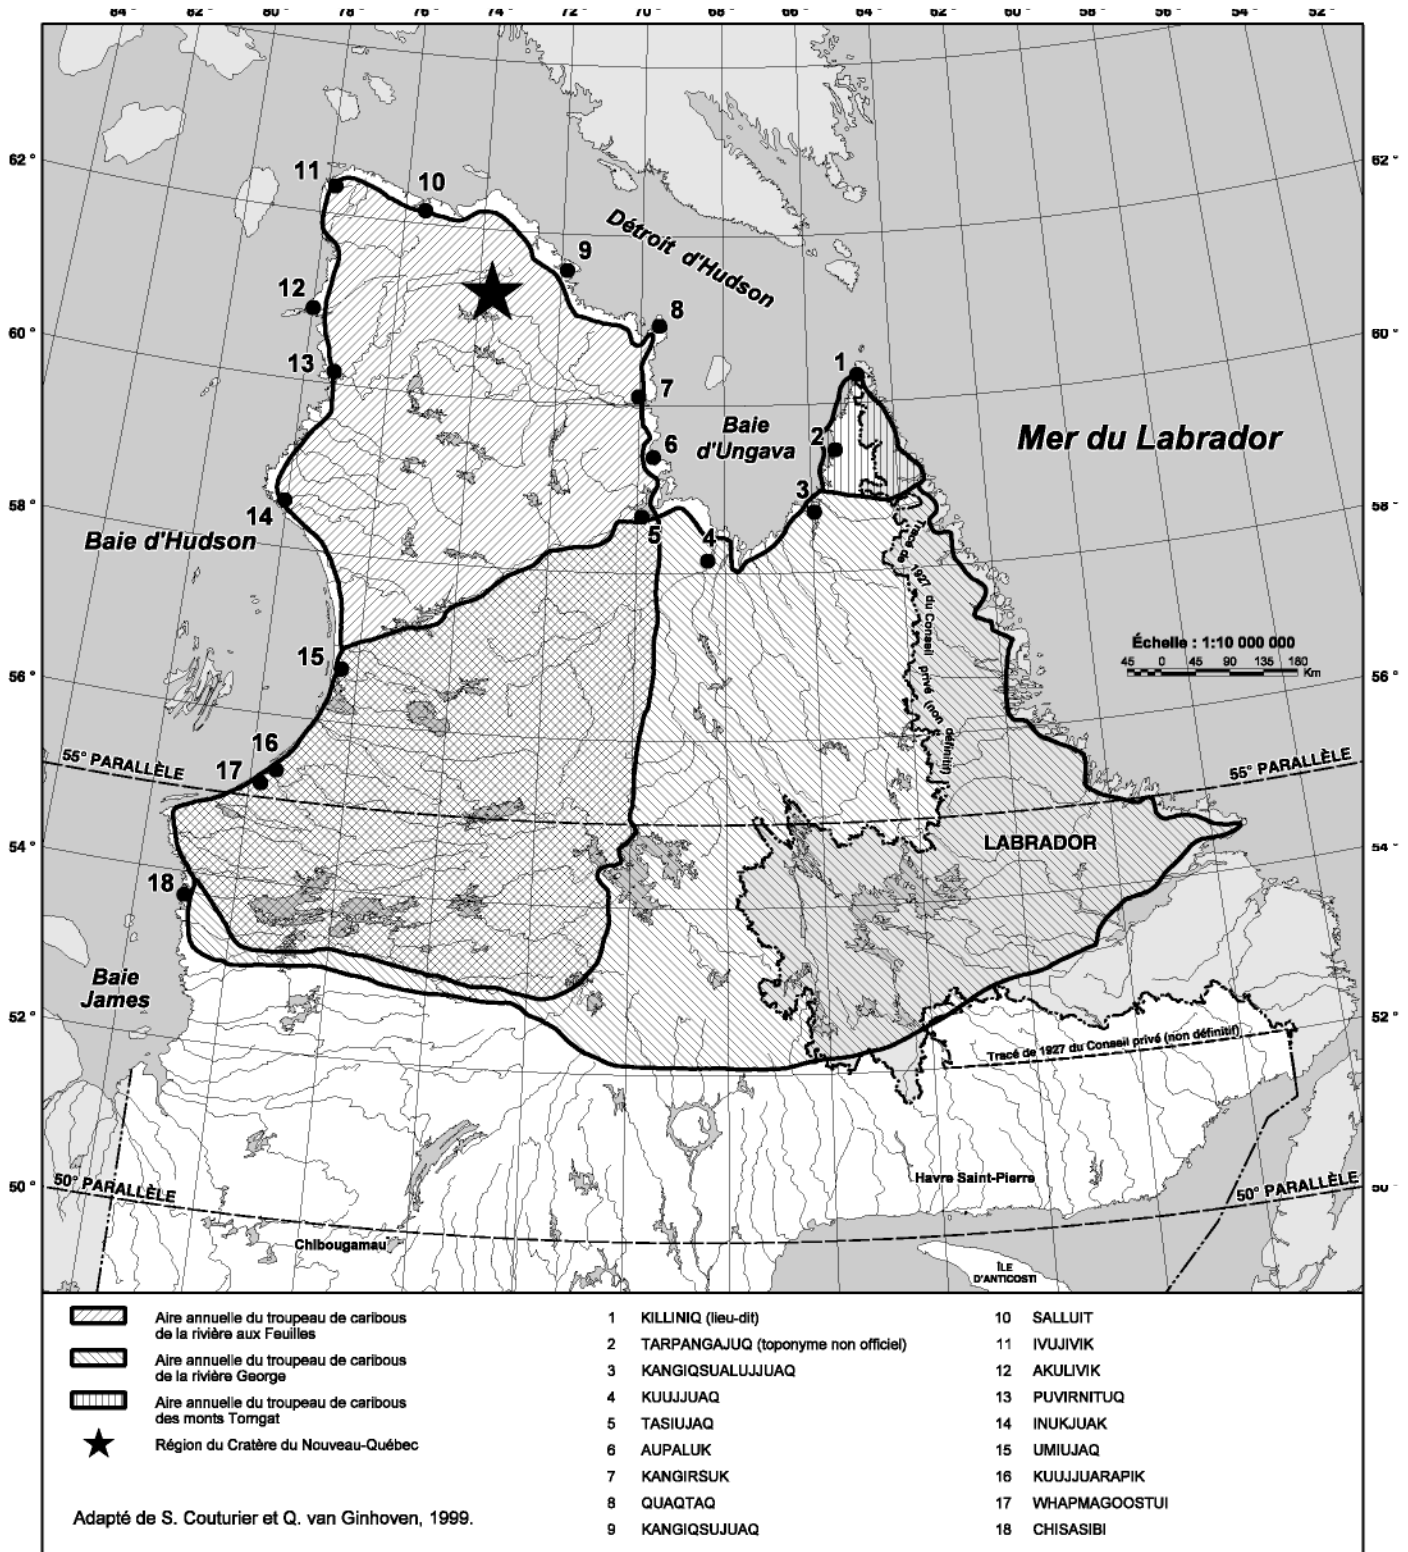 84° 82° 80° 78° 76° 74° 72° 70° 68° 66° 64° 62° 60° 58° 56° 54° 52°
62° 62°
60° 60°
58° 58°
56° 56°
54° 54°
52° 52°
50° 50°
11
10
9
12
8
13
7
1
2
6
3
14
5
4
15
16
17
18
Détroit d'Hudson
Baie
d'Ungava
Mer du Labrador
Baie d'Hudson
Tracé de 1927 du Conseil privé (non définitif)
Échelle : 1:10 000 000
45 0 45 90 135 180
Km
55° PARALLÈLE
55° PARALLÈLE
LABRADOR
Baie
James
Tracé de 1927 du Conseil privé (non définitif)
50° PARALLÈLE
50° PARALLÈLE
Havre Saint-Pierre
Chibougamau
ÎLE
D'ANTICOSTI
Aire annuelle du troupeau de caribous
de la rivière aux Feuilles
Aire annuelle du troupeau de caribous
de la rivière George
Aire annuelle du troupeau de caribous
des monts Torngat
Région du Cratère du Nouveau-Québec
Adapté de S. Couturier et Q. van Ginhoven, 1999.
1 KILLINIQ (lieu-dit)
2 TARPANGAJUQ (toponyme non officiel)
3 KANGIQSUALUJJUAQ
4 KUUJJUAQ
5 TASIUJAQ
6 AUPALUK
7 KANGIRSUK
8 QUAQTAQ
9 KANGIQSUJUAQ
10 SALLUIT
11 IVUJIVIK
12 AKULIVIK
13 PUVIRNITUQ
14 INUKJUAK
15 UMIUJAQ
16 KUUJJUARAPIK
17 WHAPMAGOOSTUI
18 CHISASIBI